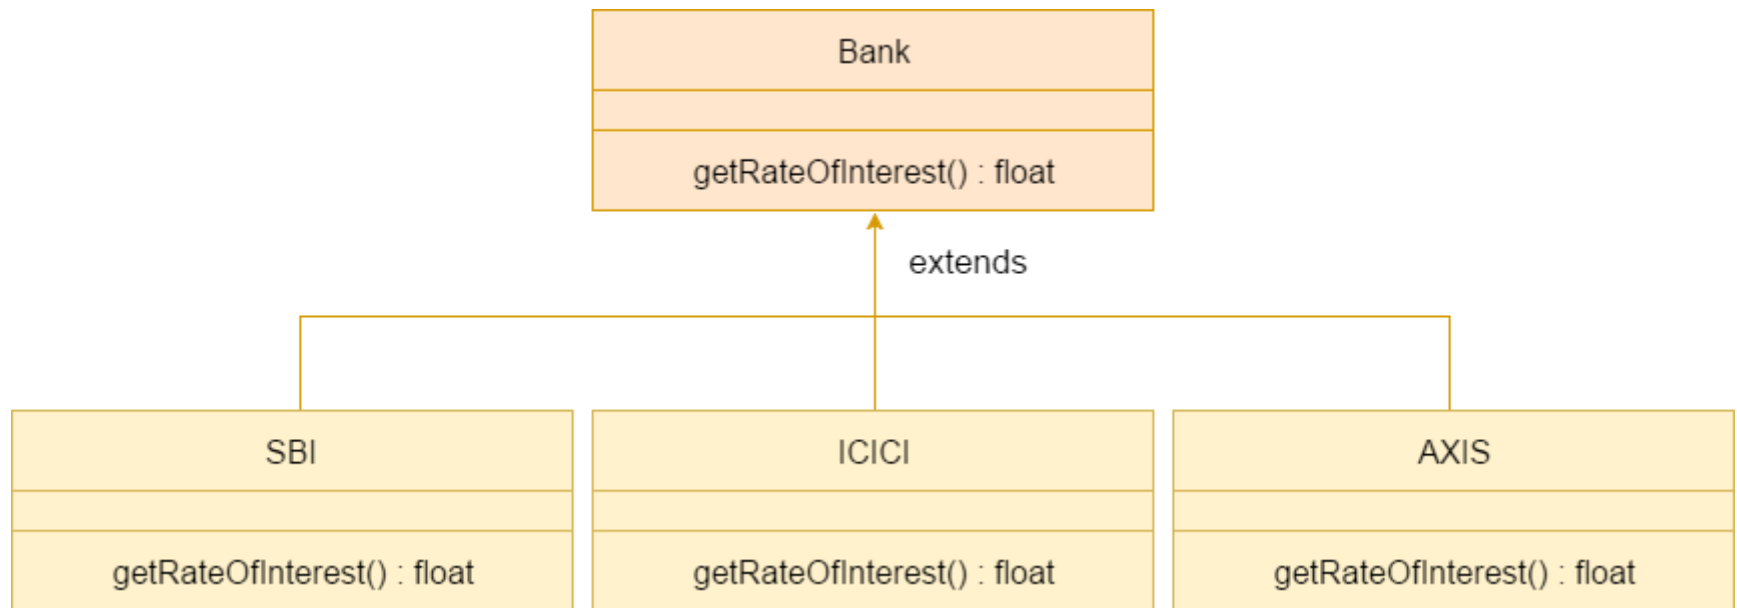 Bank
getRateOfInterest() : float
extends
SBI
ICICI
AXIS
getRateOfInterest() : float
getRateOfInterest() : float
getRateOfInterest() : float